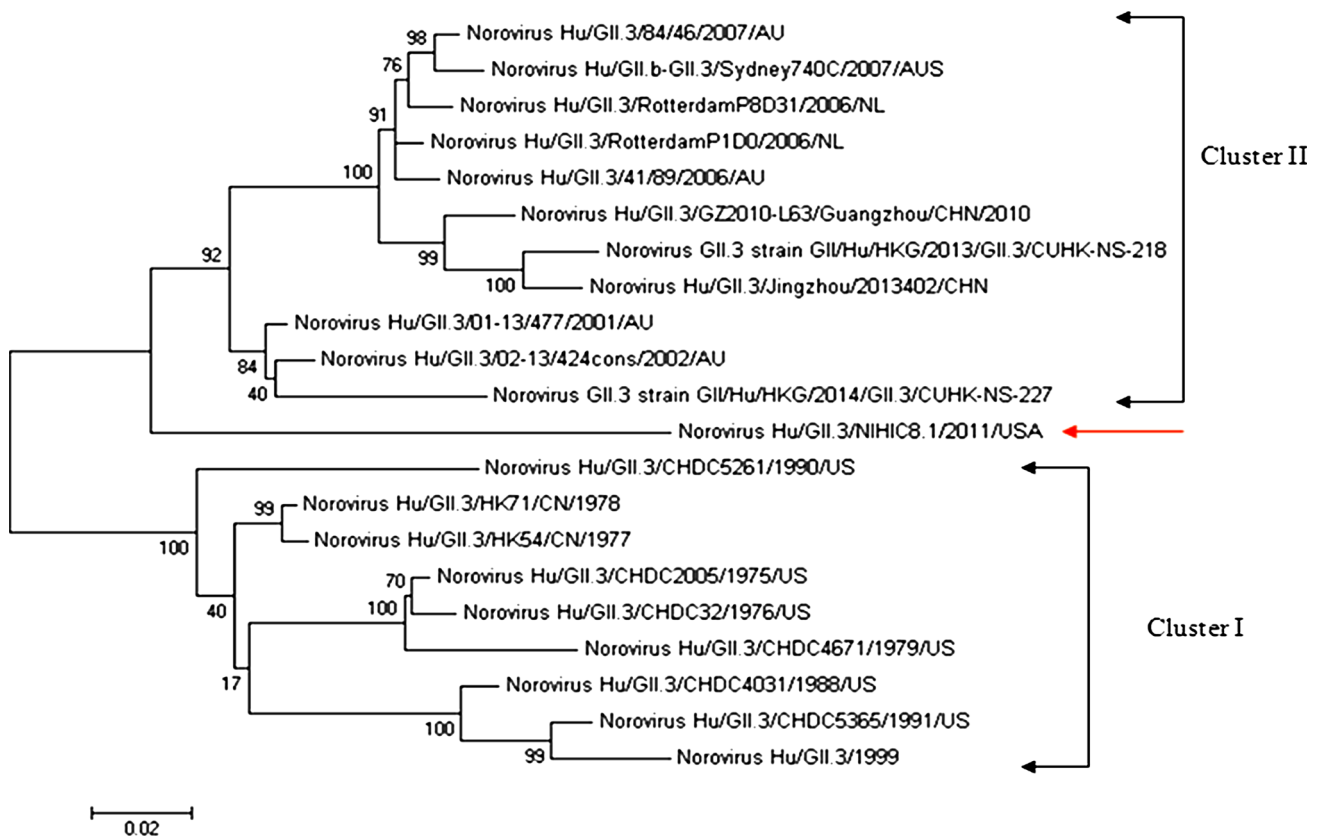 98
Norovirus Hu/GII.3/84/46/2007/AU
76
Norovirus Hu/GII.b-GII.3/Sydney740C/2007/AUS
Norovirus Hu/GII.3/RotterdamP8D31/2006/NL
91
Norovirus Hu/GII.3/RotterdamP1D0/2006/NL
Cluster II
100
Norovirus Hu/GII.3/41/89/2006/AU
Norovirus Hu/GII.3/GZ2010-L63/Guangzhou/CHN/2010
92
99
Norovirus GII.3 strain GII/Hu/HKG/2013/GII.3/CUHK-NS-218
100
Norovirus Hu/GII.3/Jingzhou/2013402/CHN
Norovirus Hu/GII.3/01-13/477/2001/AU
84
Norovirus Hu/GII.3/02-13/424cons/2002/AU
40
Norovirus GII.3 strain GII/Hu/HKG/2014/GII.3/CUHK-NS-227
Norovirus Hu/GII.3/NIHIC8.1/2011/USA
Norovirus Hu/GII.3/CHDC5261/1990/US
99
Norovirus Hu/GII.3/HK71/CN/1978
100
Norovirus Hu/GII.3/HK54/CN/1977
70
Norovirus Hu/GII.3/CHDC2005/1975/US
40
100
Norovirus Hu/GII.3/CHDC32/1976/US
Cluster I
Norovirus Hu/GII.3/CHDC4671/1979/US
17
Norovirus Hu/GII.3/CHDC4031/1988/US
100
Norovirus Hu/GII.3/CHDC5365/1991/US
99
Norovirus Hu/GII.3/1999
0.02